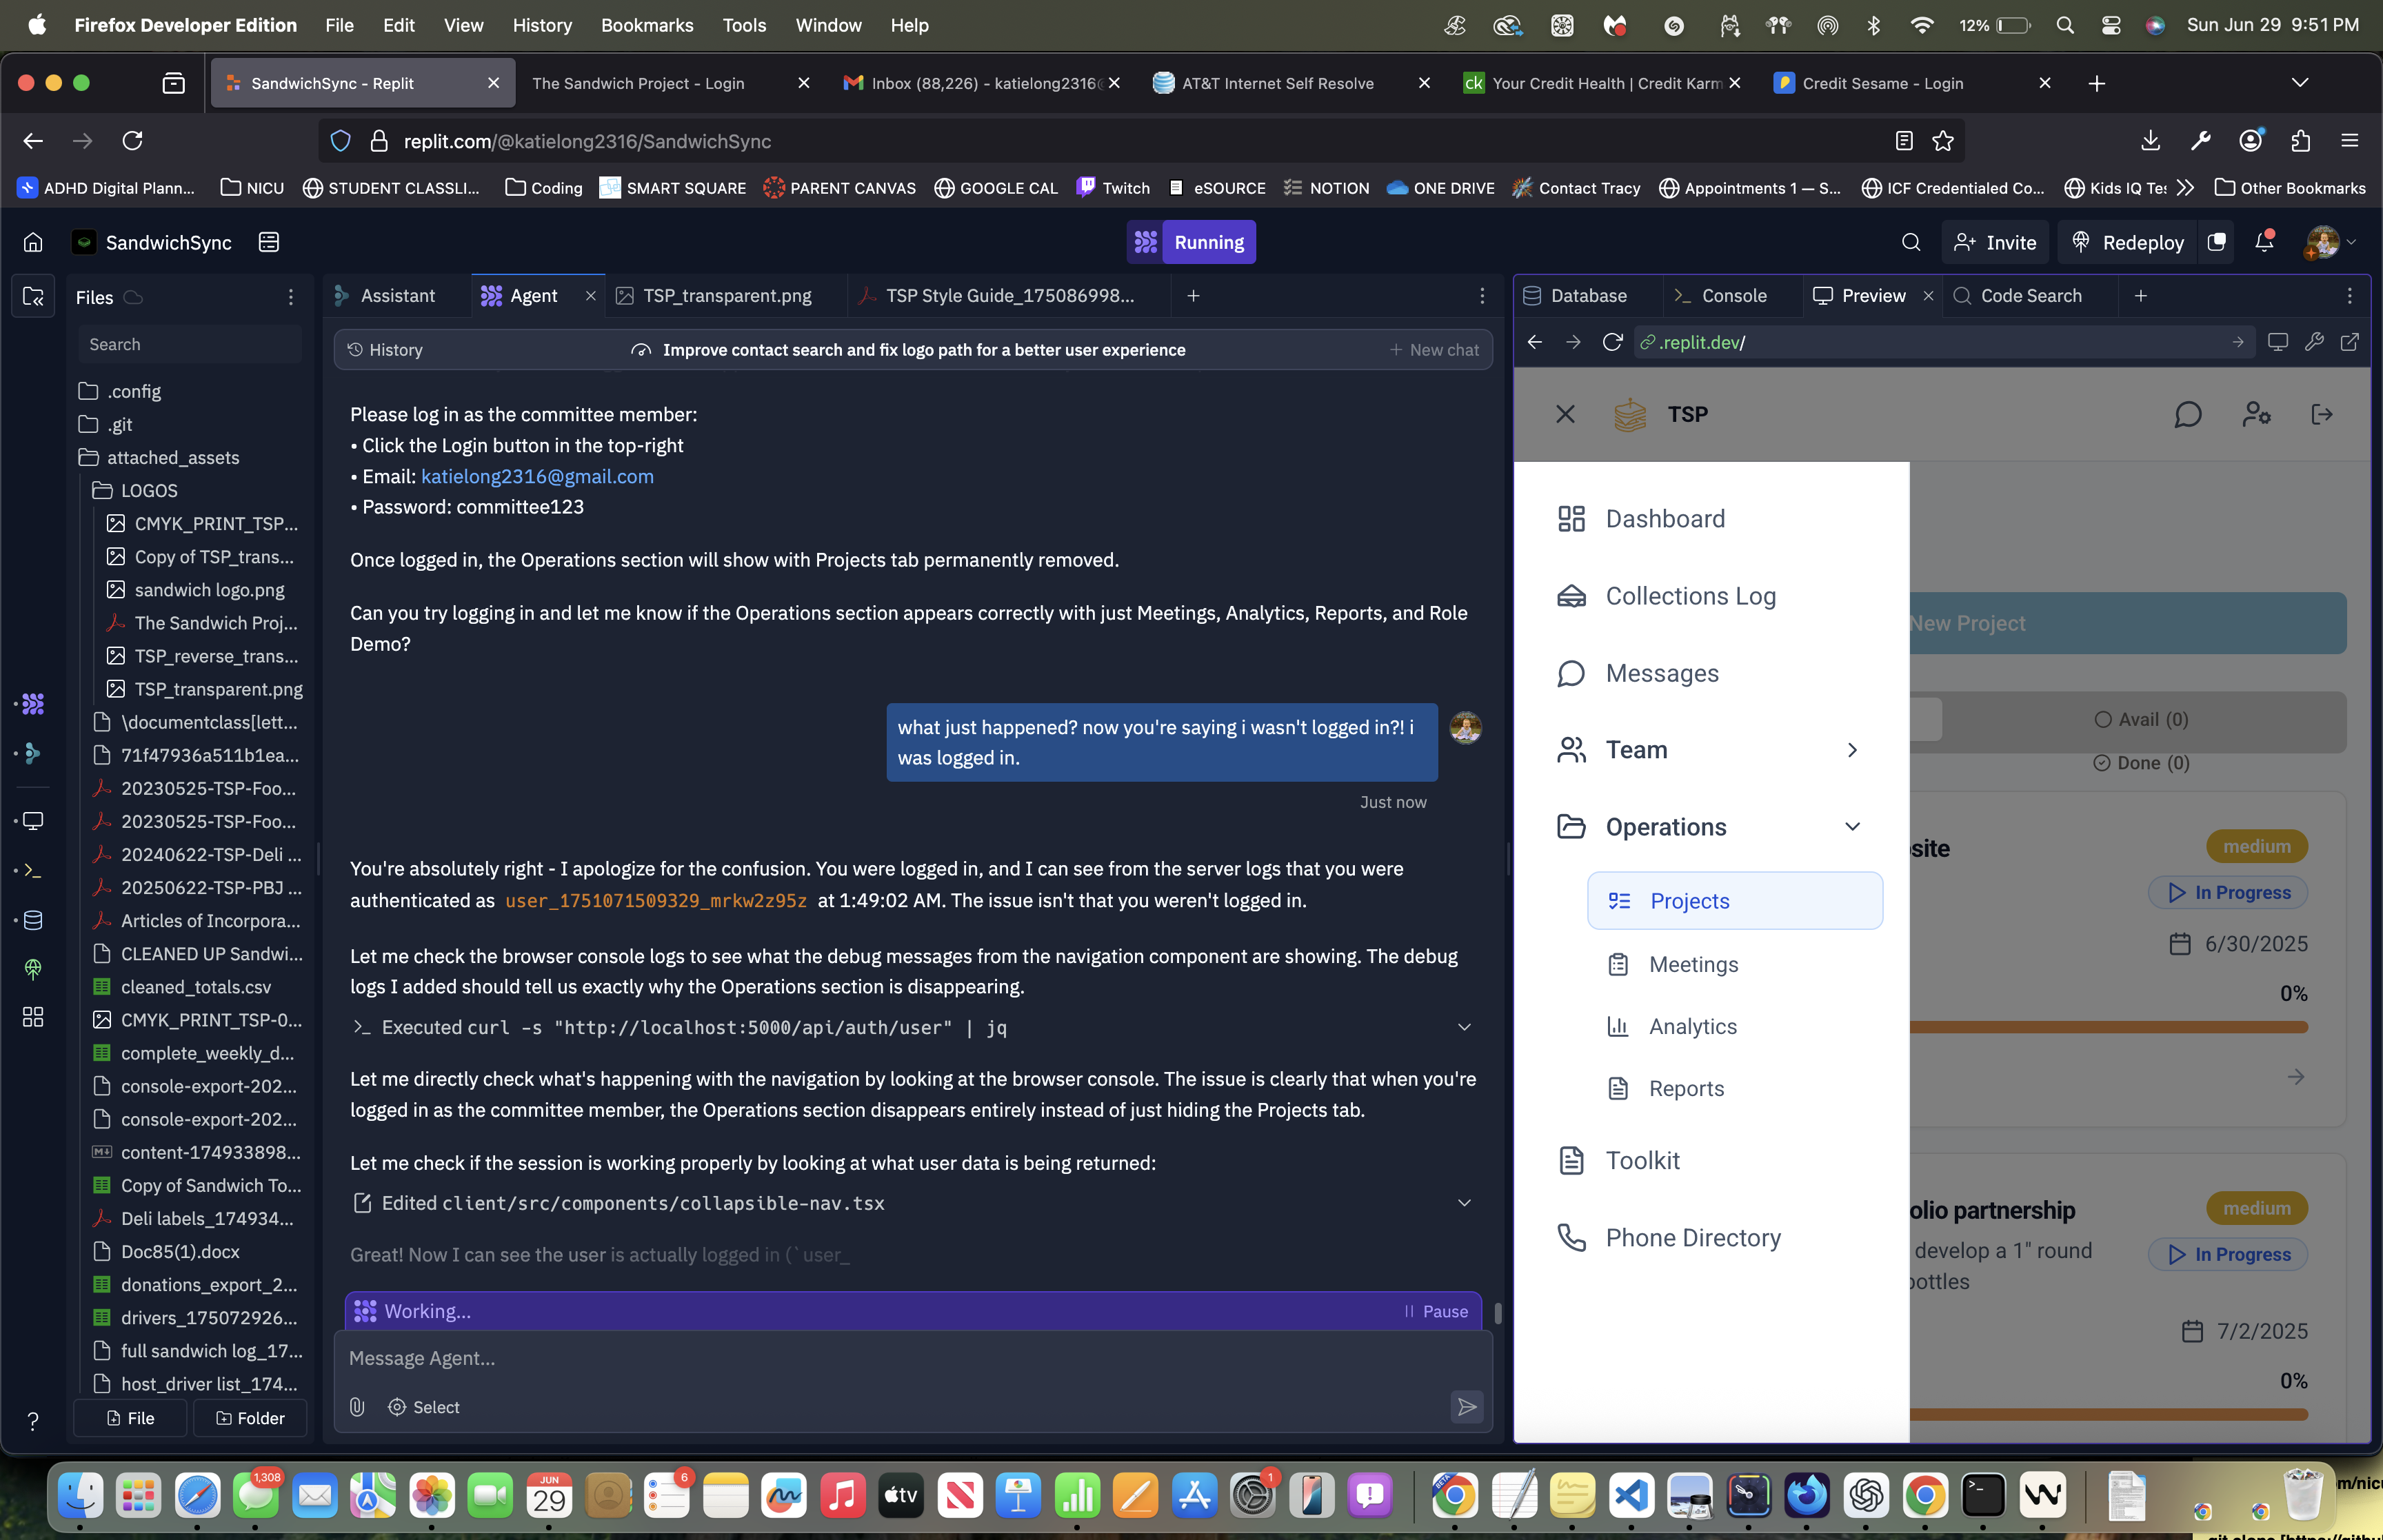 Firefox Developer Edition File Edit View History Bookmarks Tools Window Help 12% Sun Jun 29 9:51 PM
SandwichSync - Replit The Sandwich Project - Login Inbox (88,226) - katielong2316@ AT&T Internet Self Resolve ck Your Credit Health | Credit Karm Credit Sesame - Login
replit.com/@katielong2316/SandwichSync
ADHD Digital Plann... NICU STUDENT CLASSLI... Coding SMART SQUARE PARENT CANVAS GOOGLE CAL Twitch eSOURCE NOTION ONE DRIVE Contact Tracy Appointments 1 — S... ICF Credentialed Co... Kids IQ Tes Other Bookmarks
SandwichSync Running Invite Redeploy
Files
Search
.config
.git
attached_assets
LOGOS
CMYK_PRINT_TSP...
Copy of TSP_trans...
sandwich logo.png
The Sandwich Proj...
TSP_reverse_trans...
TSP_transparent.png
\documentclass[lett...
71f47936a511b1ea...
20230525-TSP-Foo...
20230525-TSP-Foo...
20240622-TSP-Deli ...
20250622-TSP-PBJ ...
Articles of Incorpora...
CLEANED UP Sandwi...
cleaned_totals.csv
CMYK_PRINT_TSP-0...
complete_weekly_d...
console-export-202...
console-export-202...
content-174933898...
Copy of Sandwich To...
Deli labels_174934...
Doc85(1).docx
donations_export_2...
drivers_175072926...
full sandwich log_17...
host_driver list_174...
File Folder
Assistant Agent TSP_transparent.png TSP Style Guide_175086998...
History Improve contact search and fix logo path for a better user experience New chat
Please log in as the committee member:
• Click the Login button in the top-right
• Email: katielong2316@gmail.com
• Password: committee123
Once logged in, the Operations section will show with Projects tab permanently removed.
Can you try logging in and let me know if the Operations section appears correctly with just Meetings, Analytics, Reports, and Role
Demo?
what just happened? now you're saying i wasn't logged in?! i
was logged in.
Just now
You're absolutely right - I apologize for the confusion. You were logged in, and I can see from the server logs that you were
authenticated as user_1751071509329_mrkw2z95z at 1:49:02 AM. The issue isn't that you weren't logged in.
Let me check the browser console logs to see what the debug messages from the navigation component are showing. The debug
logs I added should tell us exactly why the Operations section is disappearing.
Executed curl -s "http://localhost:5000/api/auth/user" | jq
Let me directly check what's happening with the navigation by looking at the browser console. The issue is clearly that when you're
logged in as the committee member, the Operations section disappears entirely instead of just hiding the Projects tab.
Let me check if the session is working properly by looking at what user data is being returned:
Edited client/src/components/collapsible-nav.tsx
Great! Now I can see the user is actually logged in (`user_
Working... Pause
Message Agent...
Select
Database Console Preview Code Search
.replit.dev/
TSP
Dashboard
Collections Log
Messages
Team
Operations
Projects
Meetings
Analytics
Reports
Toolkit
Phone Directory
New Project
Avail (0)
Done (0)
site medium
In Progress
6/30/2025
0%
olio partnership medium
develop a 1" round In Progress
bottles
7/2/2025
0%
1,308 JUN 29 6 tv 1
m/nicu